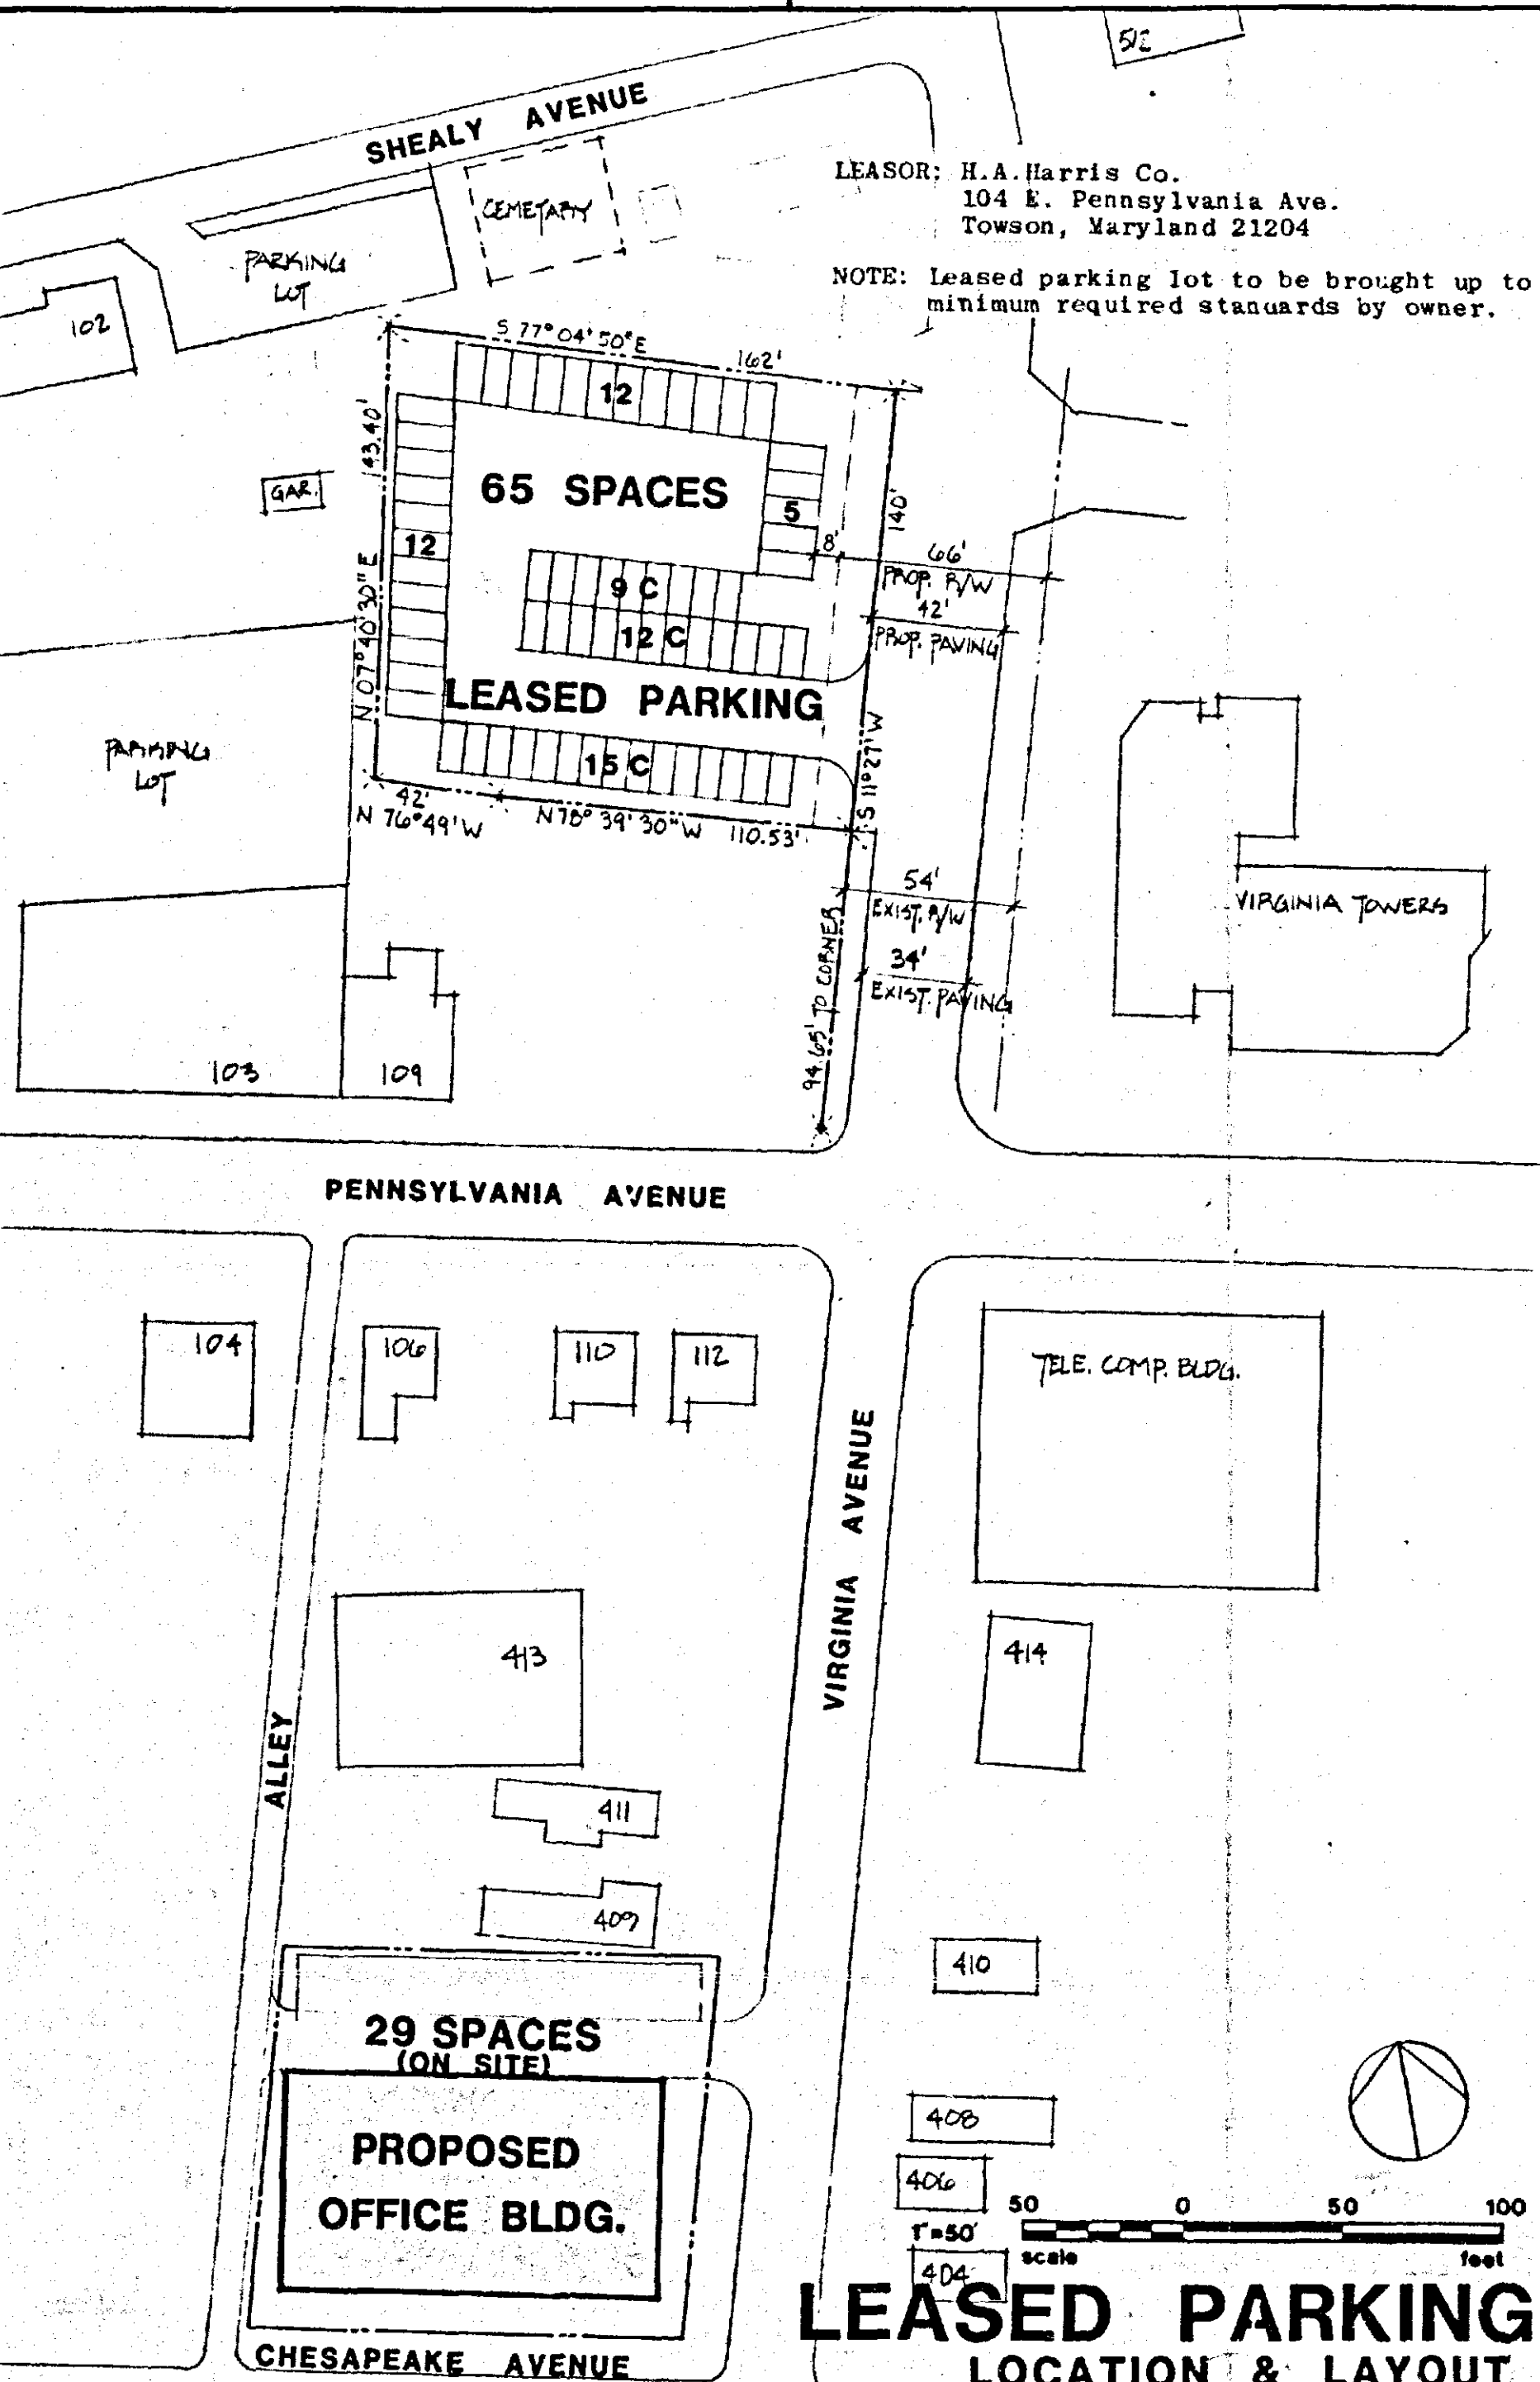 512
SHEALY AVENUE
LEASOR: H.A.Harris Co.
104 E. Pennsylvania Ave.
Towson, Maryland 21204
CEMETARY
PARKING
LOT
NOTE: Leased parking lot to be brought up to
minimum required standards by owner.
102
S 77° 04' 50" E
162'
12
143.40'
65 SPACES
GAR.
5
140'
12
8'
66'
PROP. R/W
9 C
42'
12 C
PROP. PAVING
N 07° 40' 30" E
LEASED PARKING
PARKING
LOT
15 C
S 11° 27' W
42'
N 76° 49' W
N 78° 39' 30" W 110.53'
54'
EXIST. R/W
VIRGINIA TOWERS
34'
EXIST. PAVING
94.65' TO CORNER
103
109
PENNSYLVANIA AVENUE
104
106
110
112
TELE. COMP. BLDG.
VIRGINIA AVENUE
413
414
ALLEY
411
409
410
29 SPACES
(ON SITE)
PROPOSED
OFFICE BLDG.
408
406
50 0 50 100
1"=50'
scale feet
404
LEASED PARKING
CHESAPEAKE AVENUE
LOCATION & LAYOUT